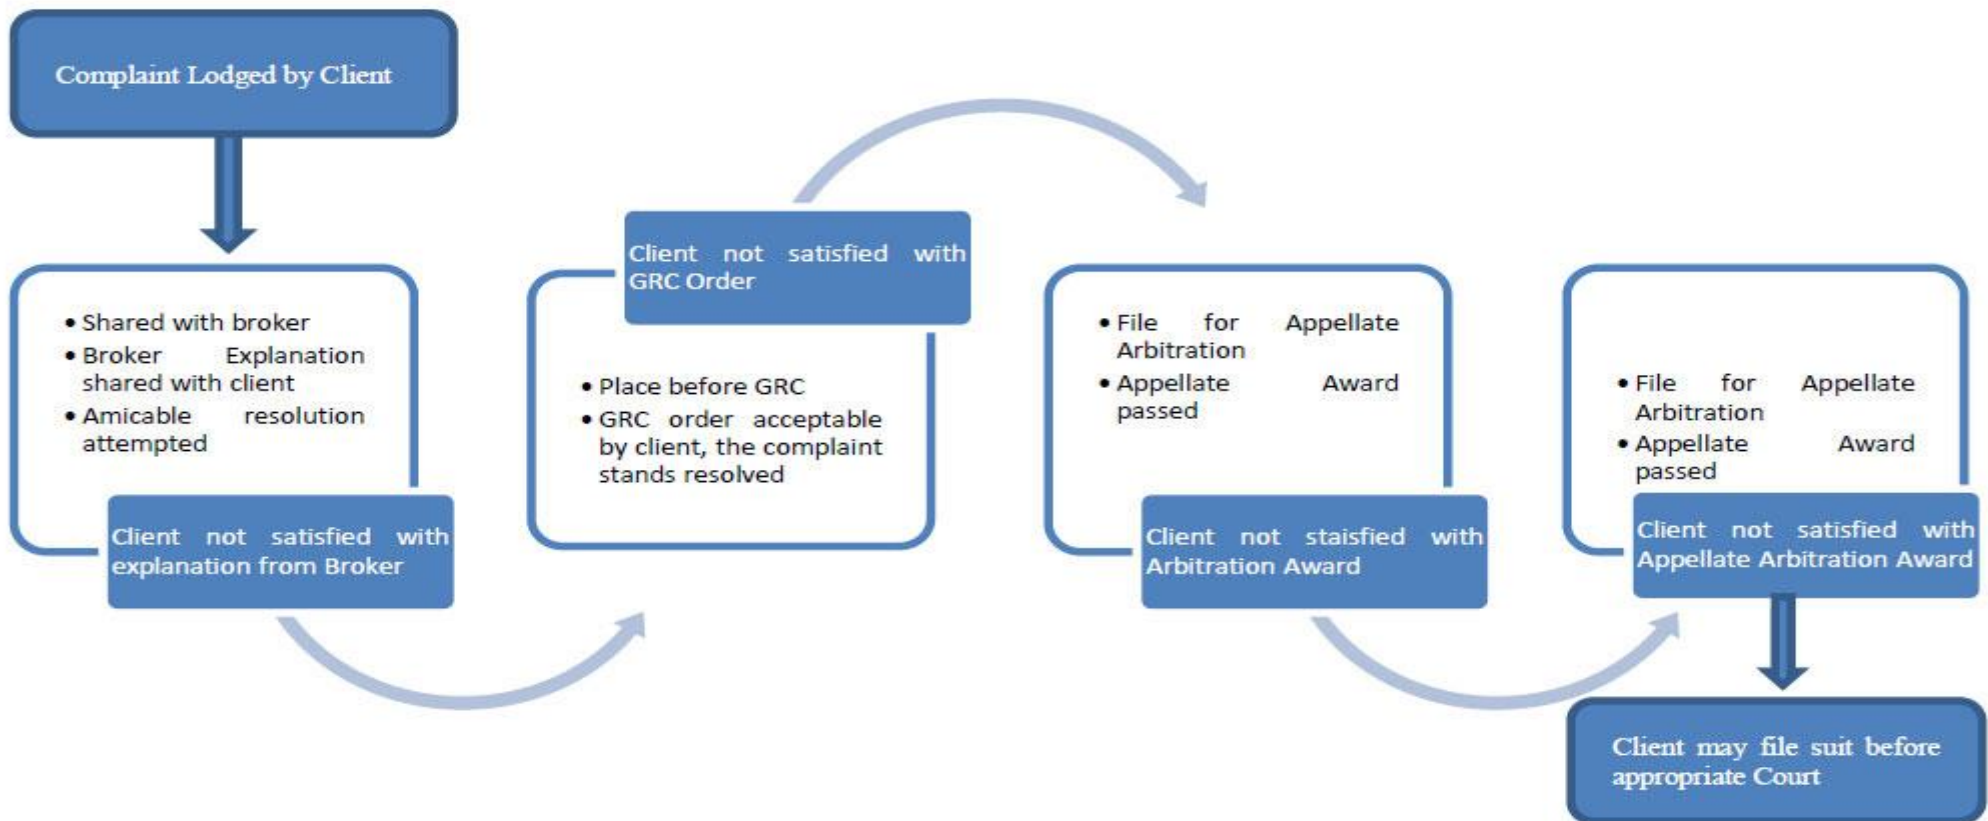 Complaint Lodged by Client
• Shared with broker
• Broker Explanation
shared with client
• Amicable resolution
attempted
Client not satisfied with
explanation from Broker
Client not satisfied with
GRC Order
• Place before GRC
• GRC order acceptable
by client, the complaint
stands resolved
• File for Appellate
Arbitration
• Appellate Award
passed
Client not staisfied with
Arbitration Award
• File for Appellate
Arbitration
• Appellate Award
passed
Client not satisfied with
Appellate Arbitration Award
Client may file suit before
appropriate Court